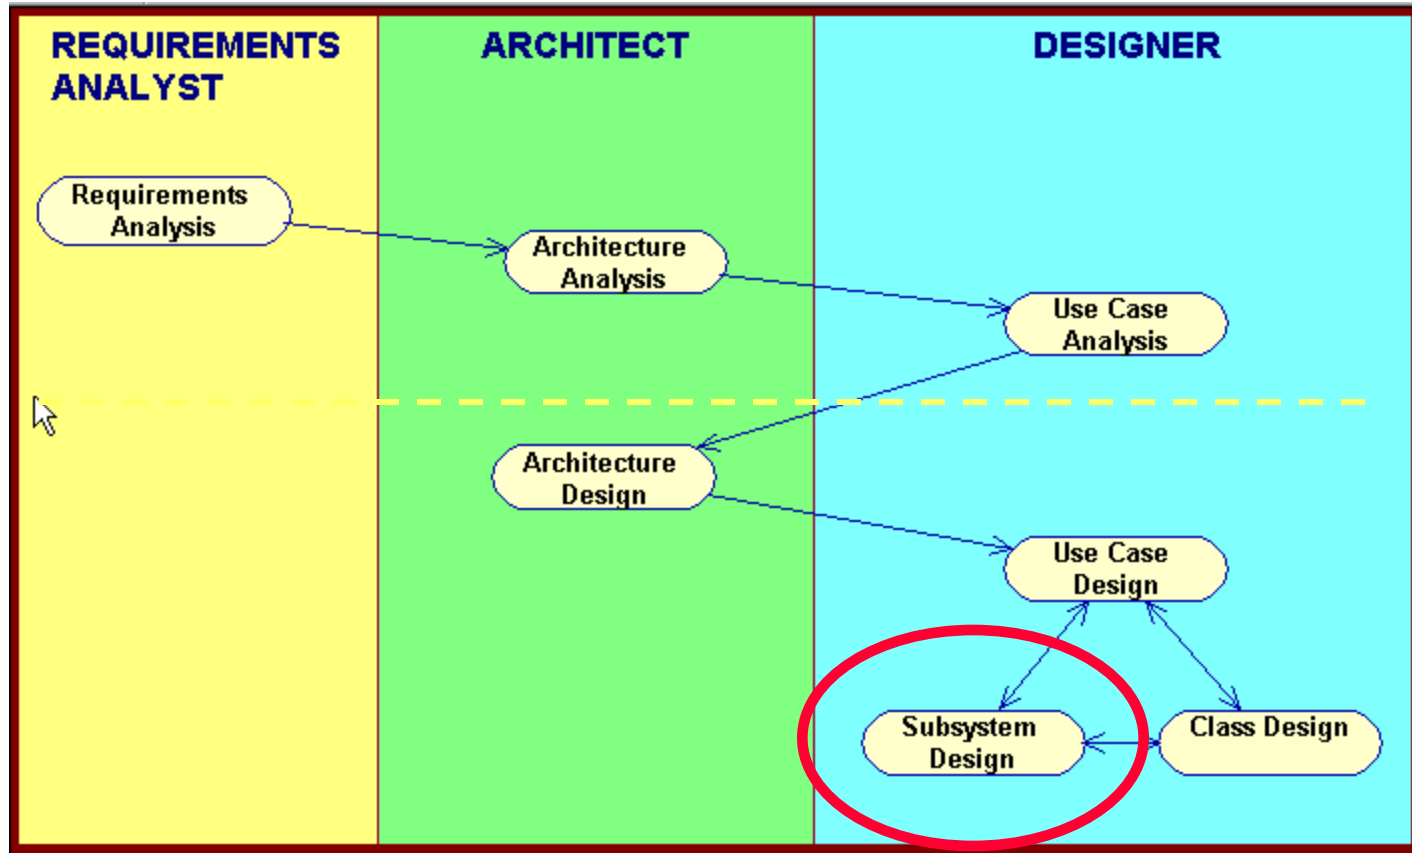 REQUIREMENTS
ANALYST
ARCHITECT
DESIGNER
Requirements
Analysis
Architecture
Analysis
Use Case
Analysis
Architecture
Design
Use Case
Design
Subsystem
Design
Class Design